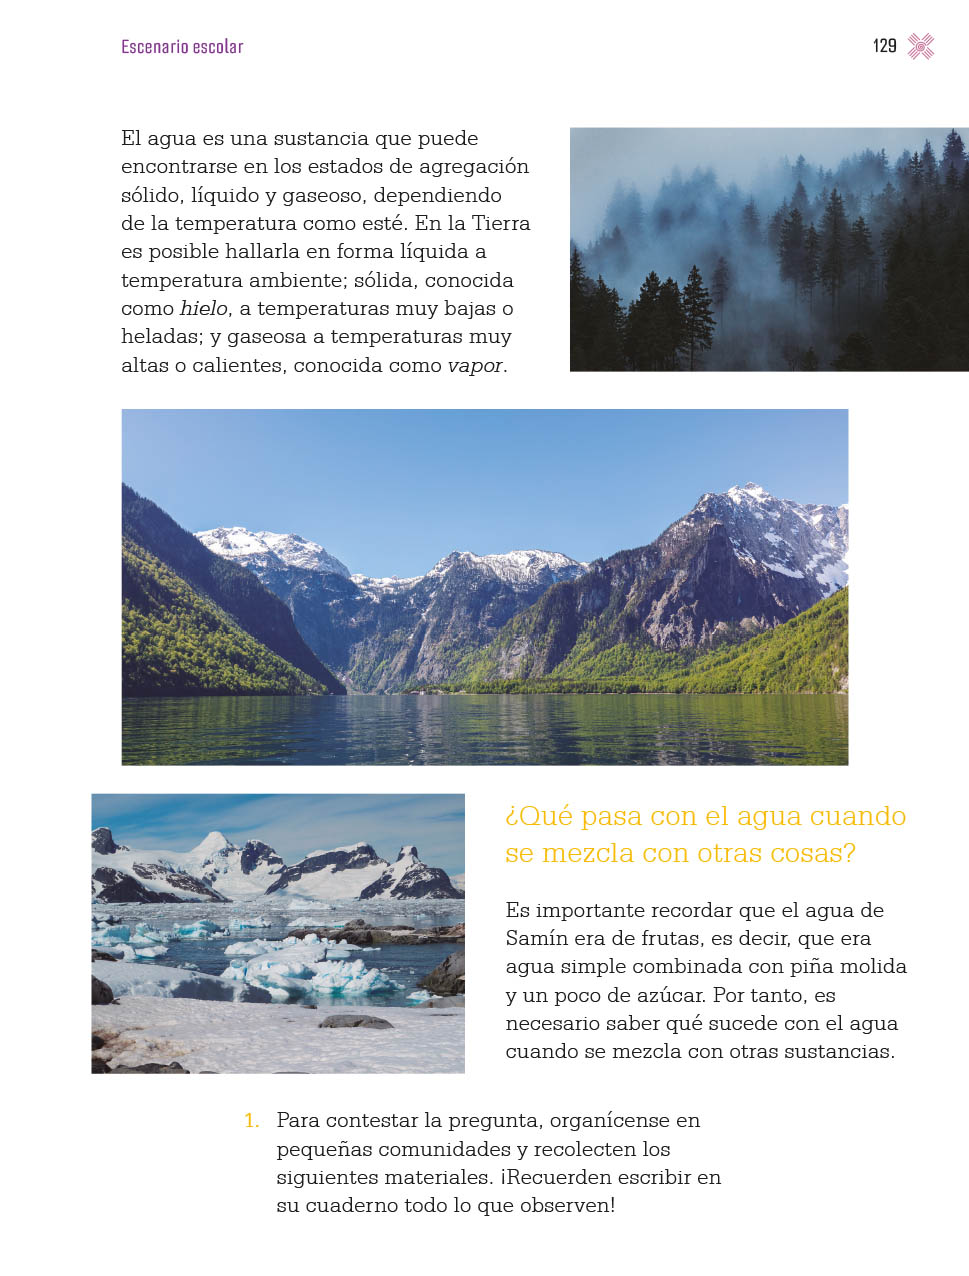 Escenario escolar
129
El agua es una sustancia que puede
encontrarse en los estados de agregación
sólido, líquido y gaseoso, dependiendo
de la temperatura como esté. En la Tierra
es posible hallarla en forma líquida a
temperatura ambiente; sólida, conocida
como hielo, a temperaturas muy bajas o
heladas; y gaseosa a temperaturas muy
altas o calientes, conocida como vapor.
¿Qué pasa con el agua cuando
se mezcla con otras cosas?
Es importante recordar que el agua de
Samín era de frutas, es decir, que era
agua simple combinada con piña molida
y un poco de azúcar. Por tanto, es
necesario saber qué sucede con el agua
cuando se mezcla con otras sustancias.
1. Para contestar la pregunta, organícense en
pequeñas comunidades y recolecten los
siguientes materiales. ¡Recuerden escribir en
su cuaderno todo lo que observen!